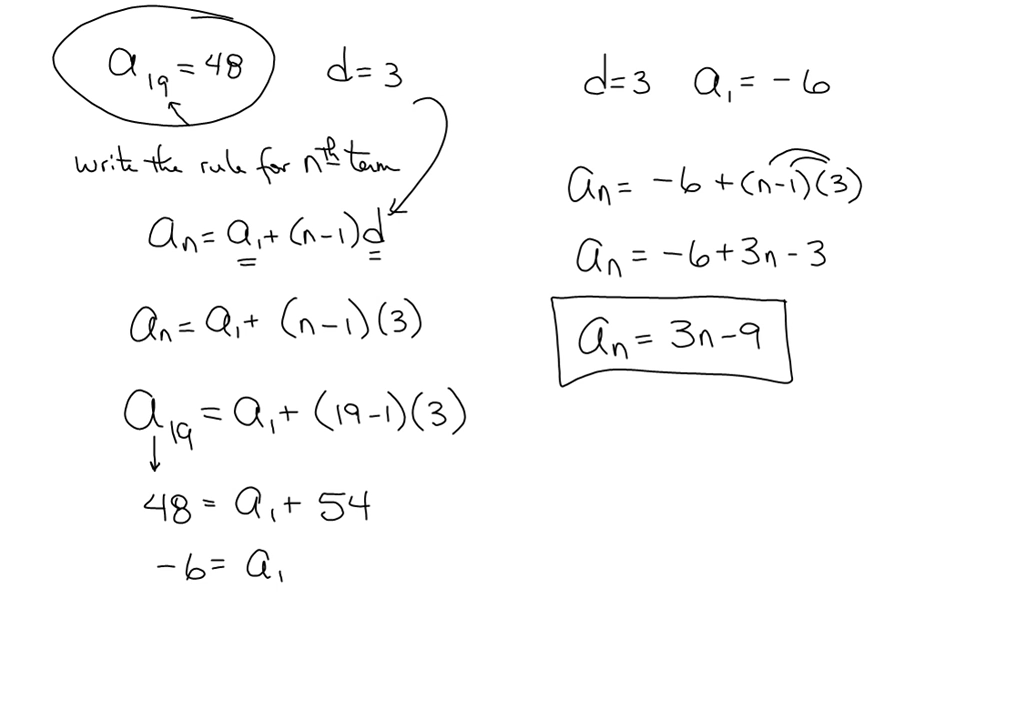 a₁₉ = 48 d = 3
write the rule for nᵗʰ term
aₙ = a₁ + (n-1)d
aₙ = a₁ + (n-1)(3)
a₁₉ = a₁ + (19-1)(3)
48 = a₁ + 54
-6 = a₁
d=3 a₁ = -6
aₙ = -6 + (n-1)(3)
aₙ = -6 + 3n - 3
aₙ = 3n - 9